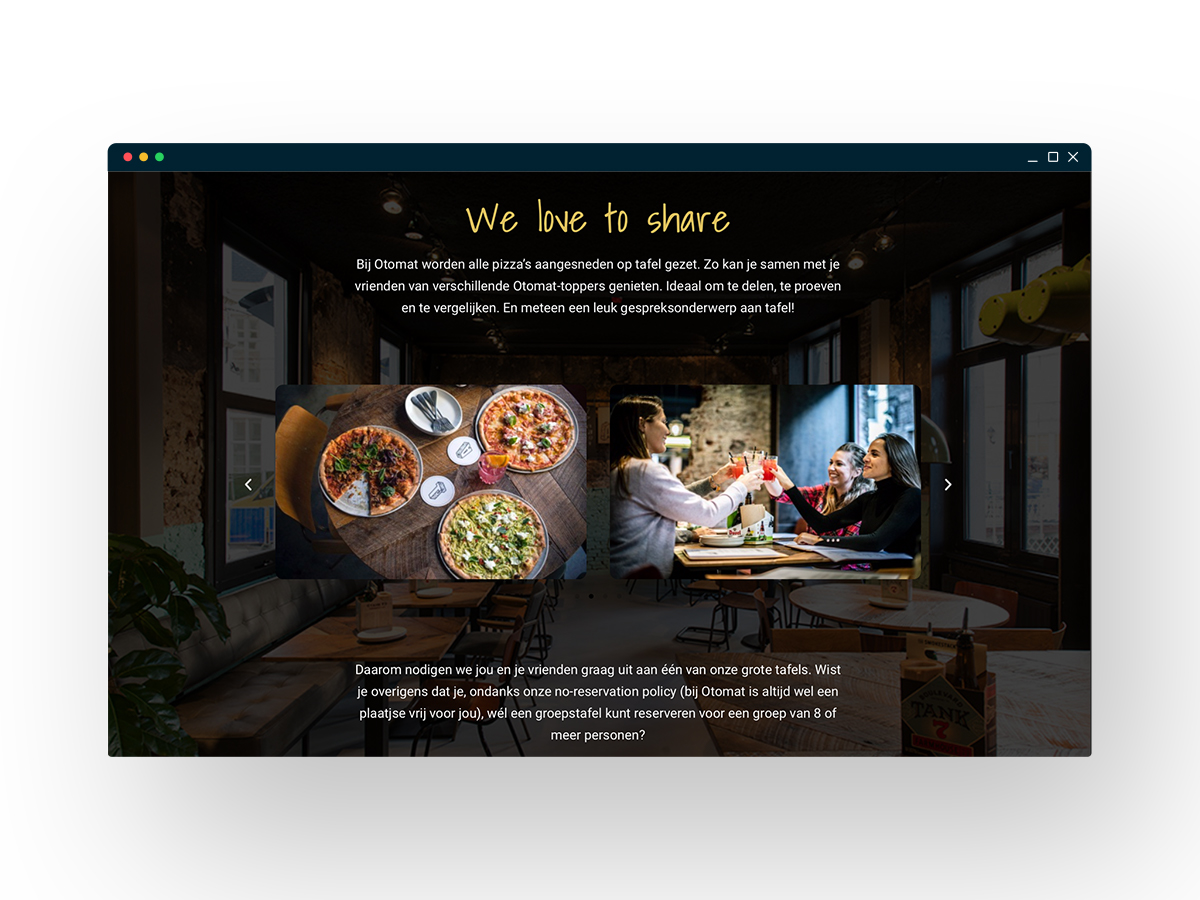 We love to share
Bij Otomat worden alle pizza’s aangesneden op tafel gezet. Zo kan je samen met je
vrienden van verschillende Otomat-toppers genieten. Ideaal om te delen, te proeven
en te vergelijken. En meteen een leuk gespreksonderwerp aan tafel!
Daarom nodigen we jou en je vrienden graag uit aan één van onze grote tafels. Wist
je overigens dat je, ondanks onze no-reservation policy (bij Otomat is altijd wel een
plaatjse vrij voor jou), wél een groepstafel kunt reserveren voor een groep van 8 of
meer personen?
TANK
7